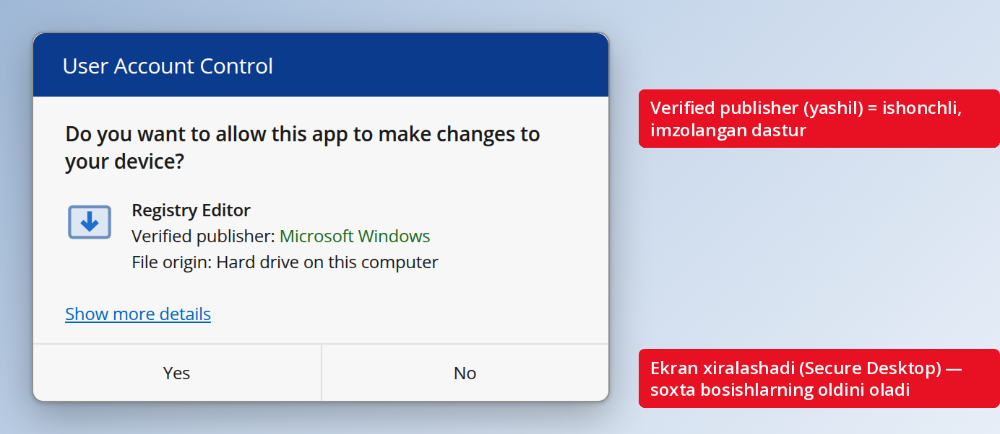 User Account Control
Do you want to allow this app to make changes to
your device?
Registry Editor
Verified publisher: Microsoft Windows
File origin: Hard drive on this computer
Show more details
Yes
No
Verified publisher (yashil) = ishonchli,
imzolangan dastur
Ekran xiralashadi (Secure Desktop) —
soxta bosishlarning oldini oladi